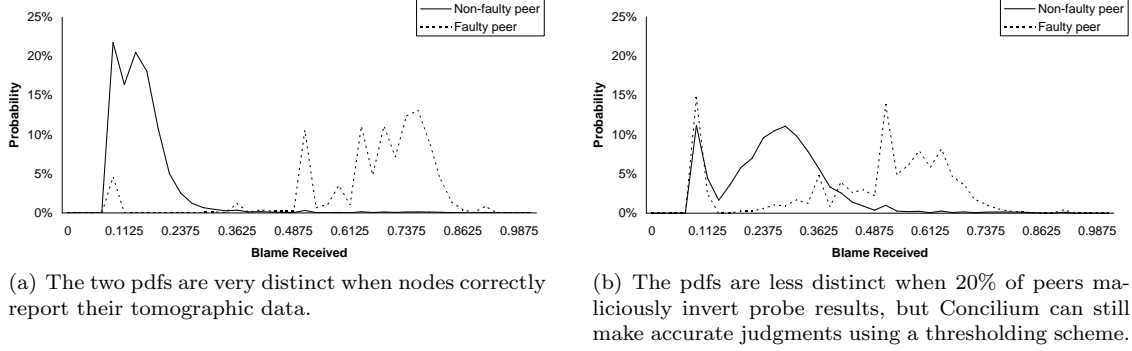 Non-faulty peer
Faulty peer
25%
20%
15%
10%
5%
0%
Probability
0 0.1125 0.2375 0.3625 0.4875 0.6125 0.7375 0.8625 0.9875
Blame Received
(a) The two pdfs are very distinct when nodes correctly
report their tomographic data.
Non-faulty peer
Faulty peer
25%
20%
15%
10%
5%
0%
Probability
0 0.1125 0.2375 0.3625 0.4875 0.6125 0.7375 0.8625 0.9875
Blame Received
(b) The pdfs are less distinct when 20% of peers ma-
liciously invert probe results, but Concilium can still
make accurate judgments using a thresholding scheme.